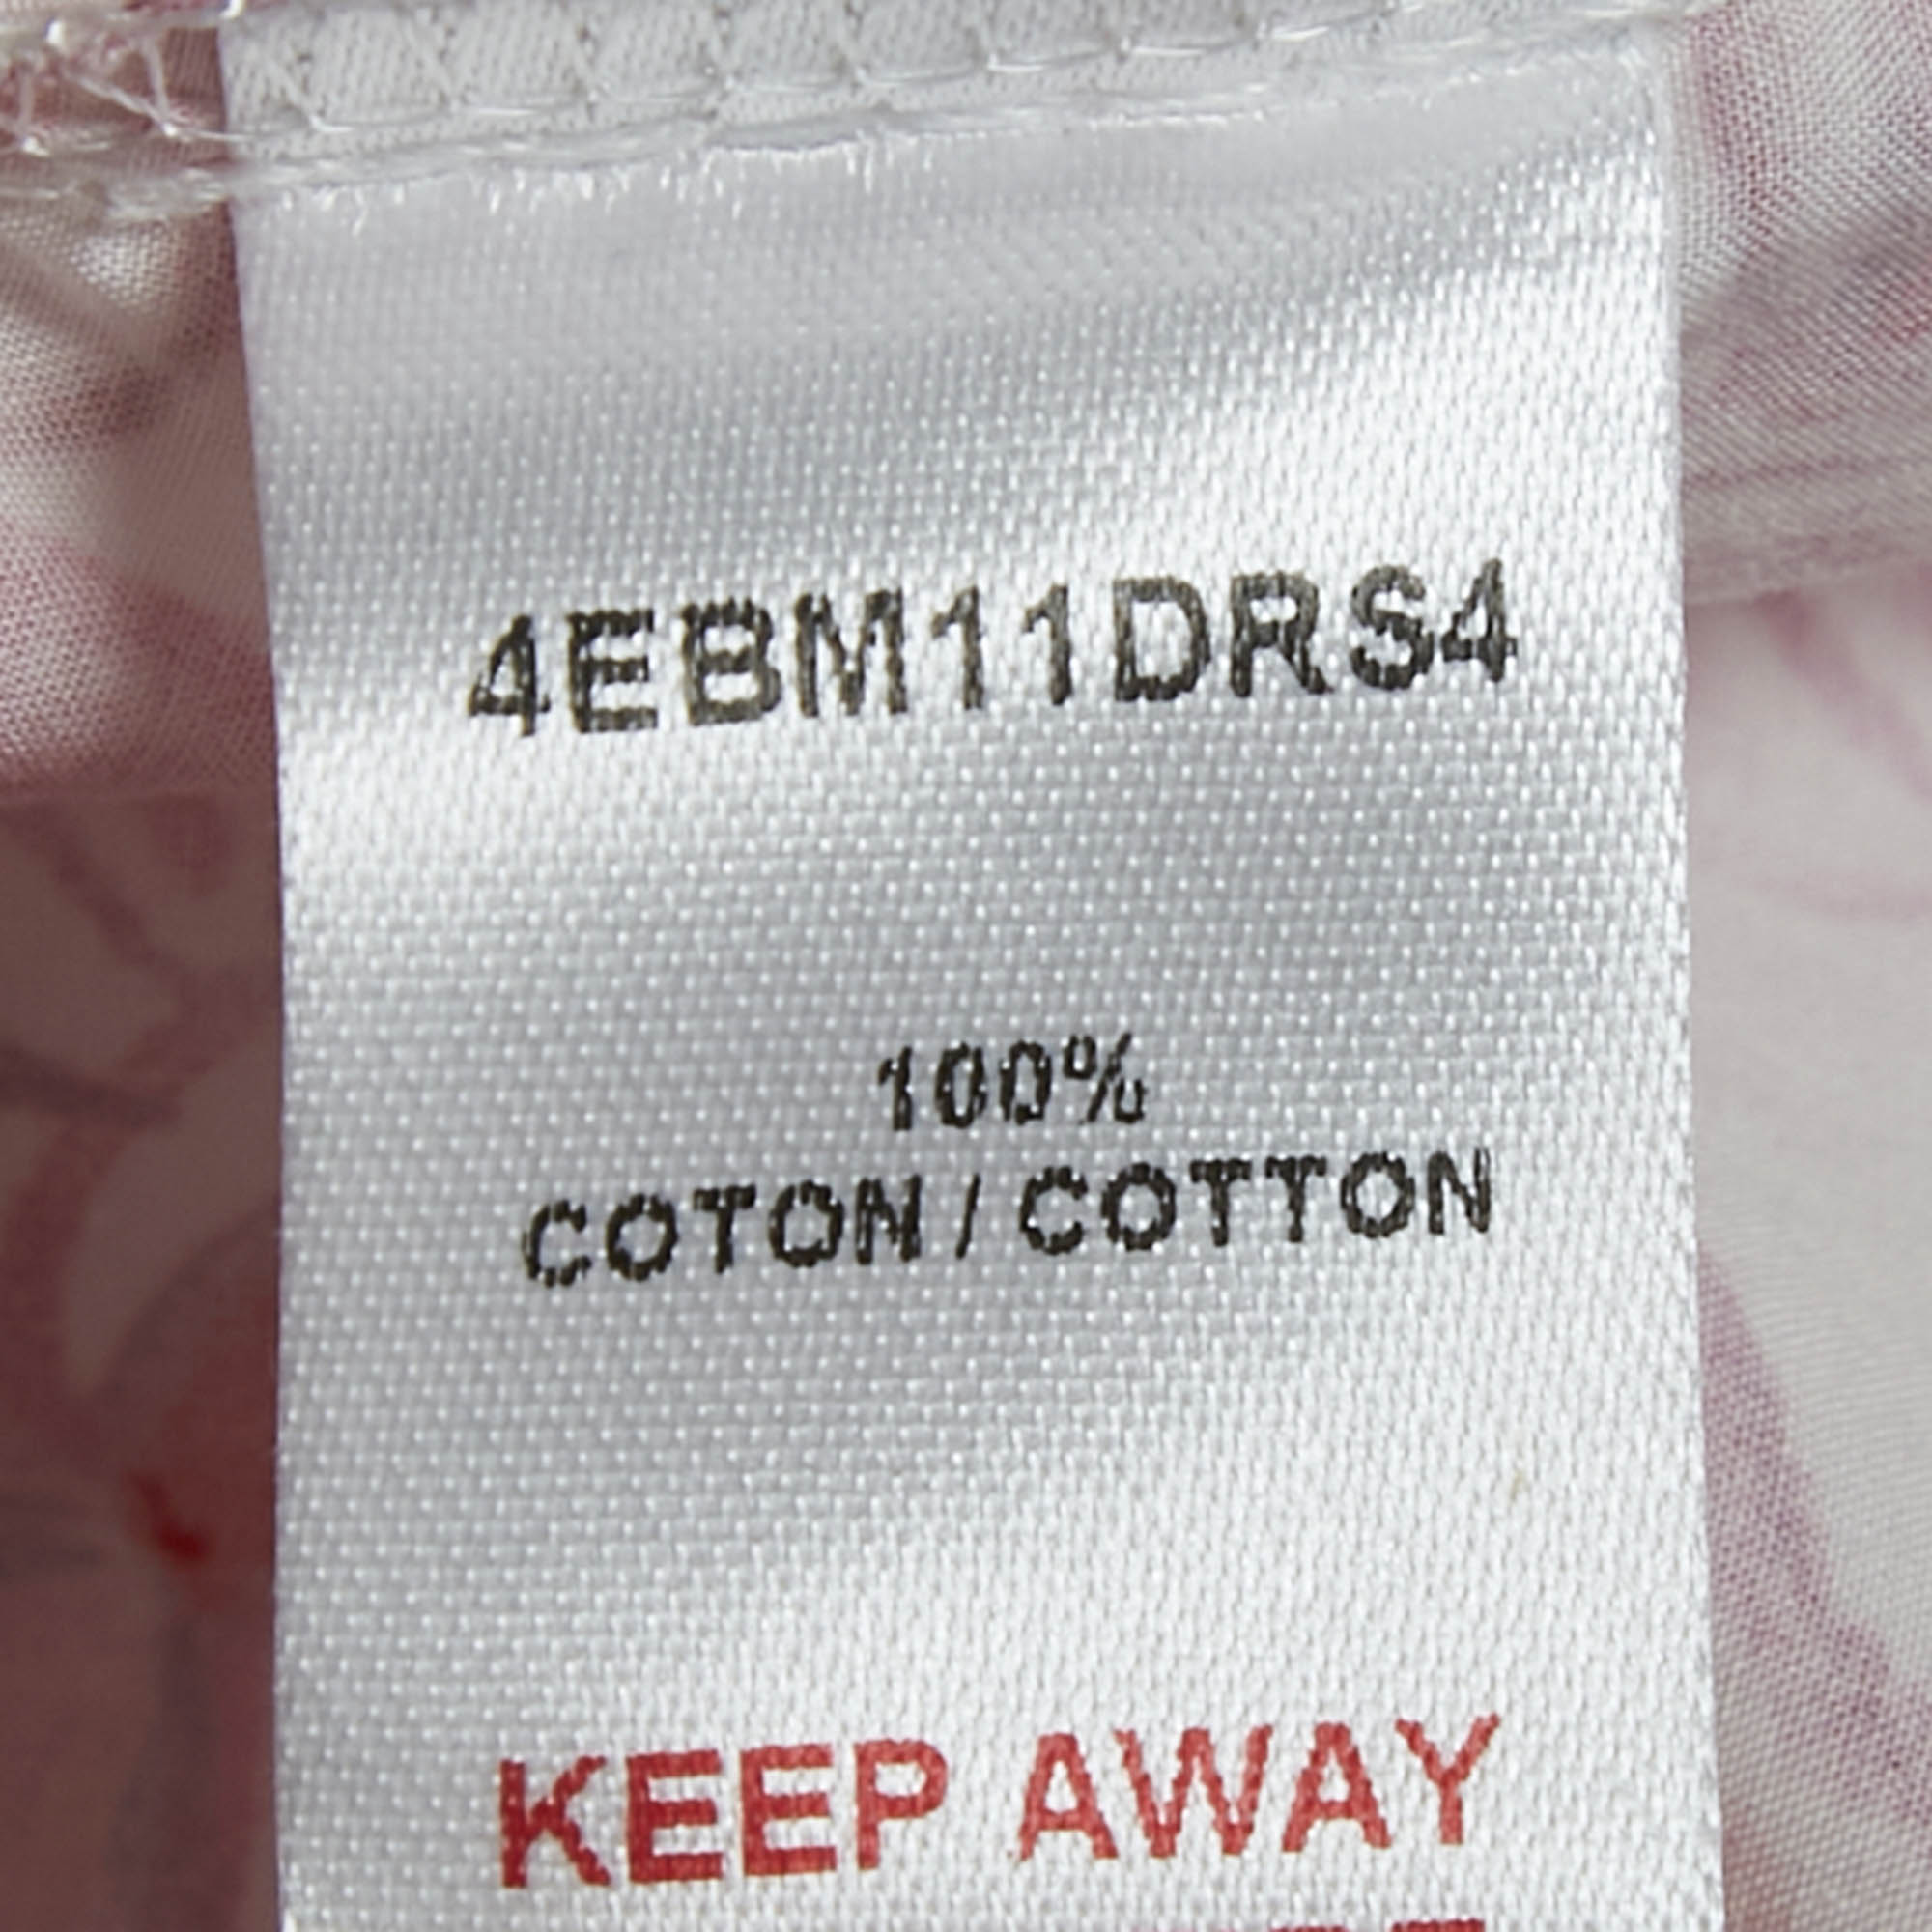 4EBM11DRS4
100%
COTON / COTTON
KEEP AWAY